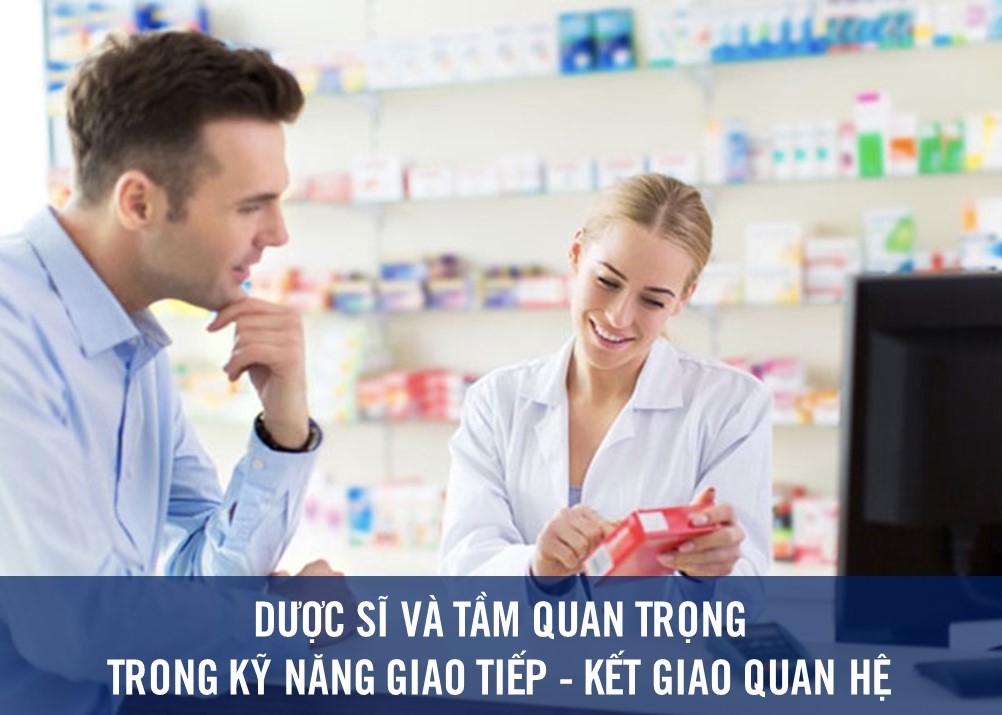 DƯỢC SĨ VÀ TẦM QUAN TRỌNG
TRONG KỸ NĂNG GIAO TIẾP - KẾT GIAO QUAN HỆ